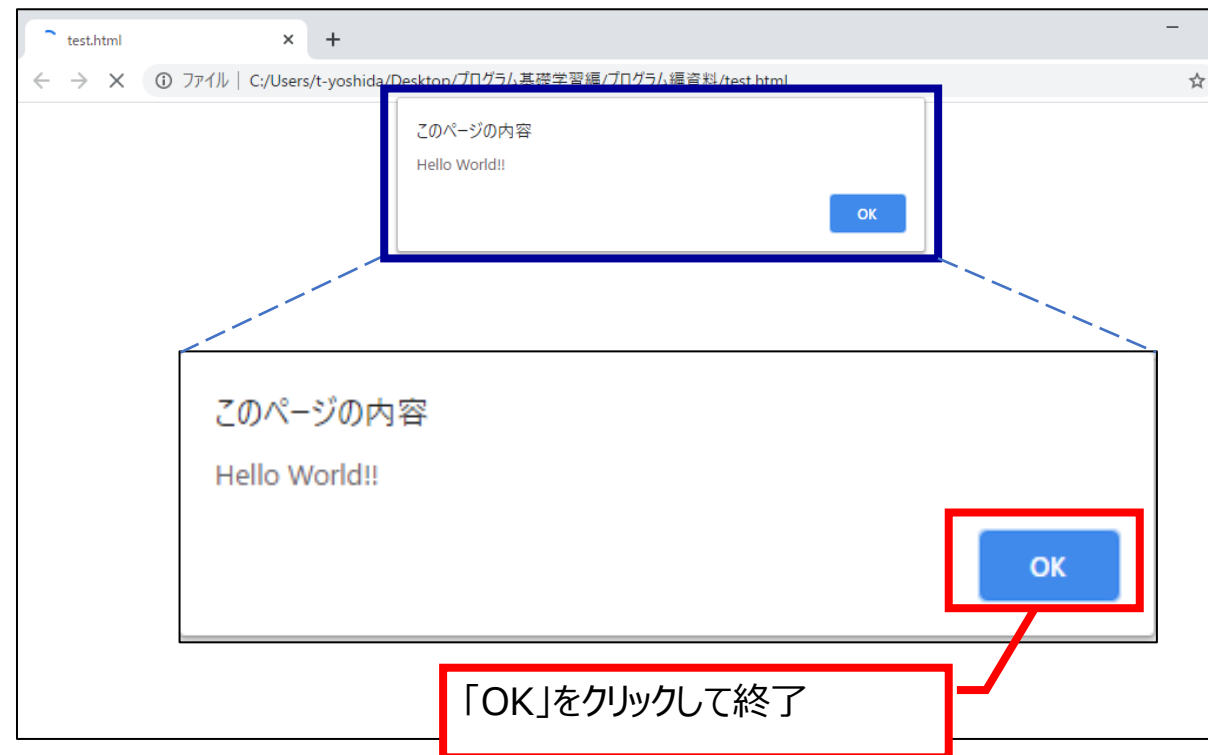 test.html
ファイル | C:/Users/t-yoshida/Desktop/プログラム基礎学習編/プログラム編資料/test.html
このページの内容
Hello World!!
OK
このページの内容
Hello World!!
OK
「OK」をクリックして終了